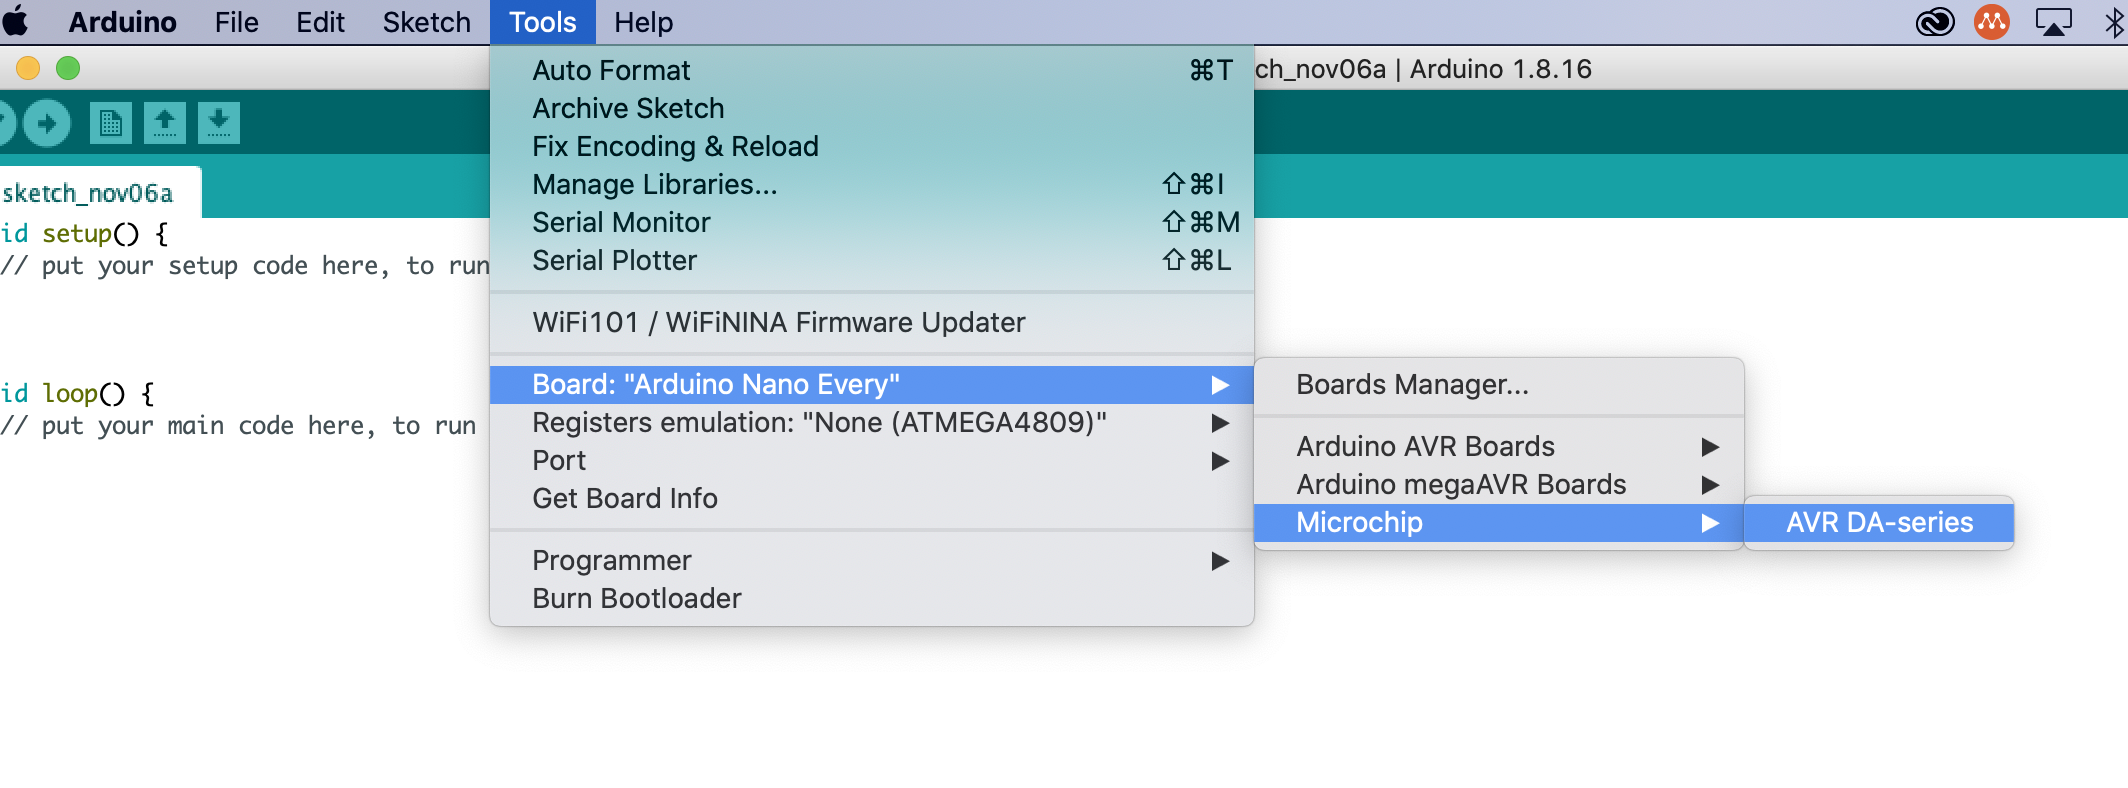 Arduino File Edit Sketch Tools Help
ch_nov06a | Arduino 1.8.16
sketch_nov06a
id setup() {
// put your setup code here, to run
id loop() {
// put your main code here, to run
Auto Format ⌘T
Archive Sketch
Fix Encoding & Reload
Manage Libraries... ⇧⌘I
Serial Monitor ⇧⌘M
Serial Plotter ⇧⌘L
WiFi101 / WiFiNINA Firmware Updater
Board: "Arduino Nano Every"
Registers emulation: "None (ATMEGA4809)"
Port
Get Board Info
Programmer
Burn Bootloader
Boards Manager...
Arduino AVR Boards
Arduino megaAVR Boards
Microchip
AVR DA-series